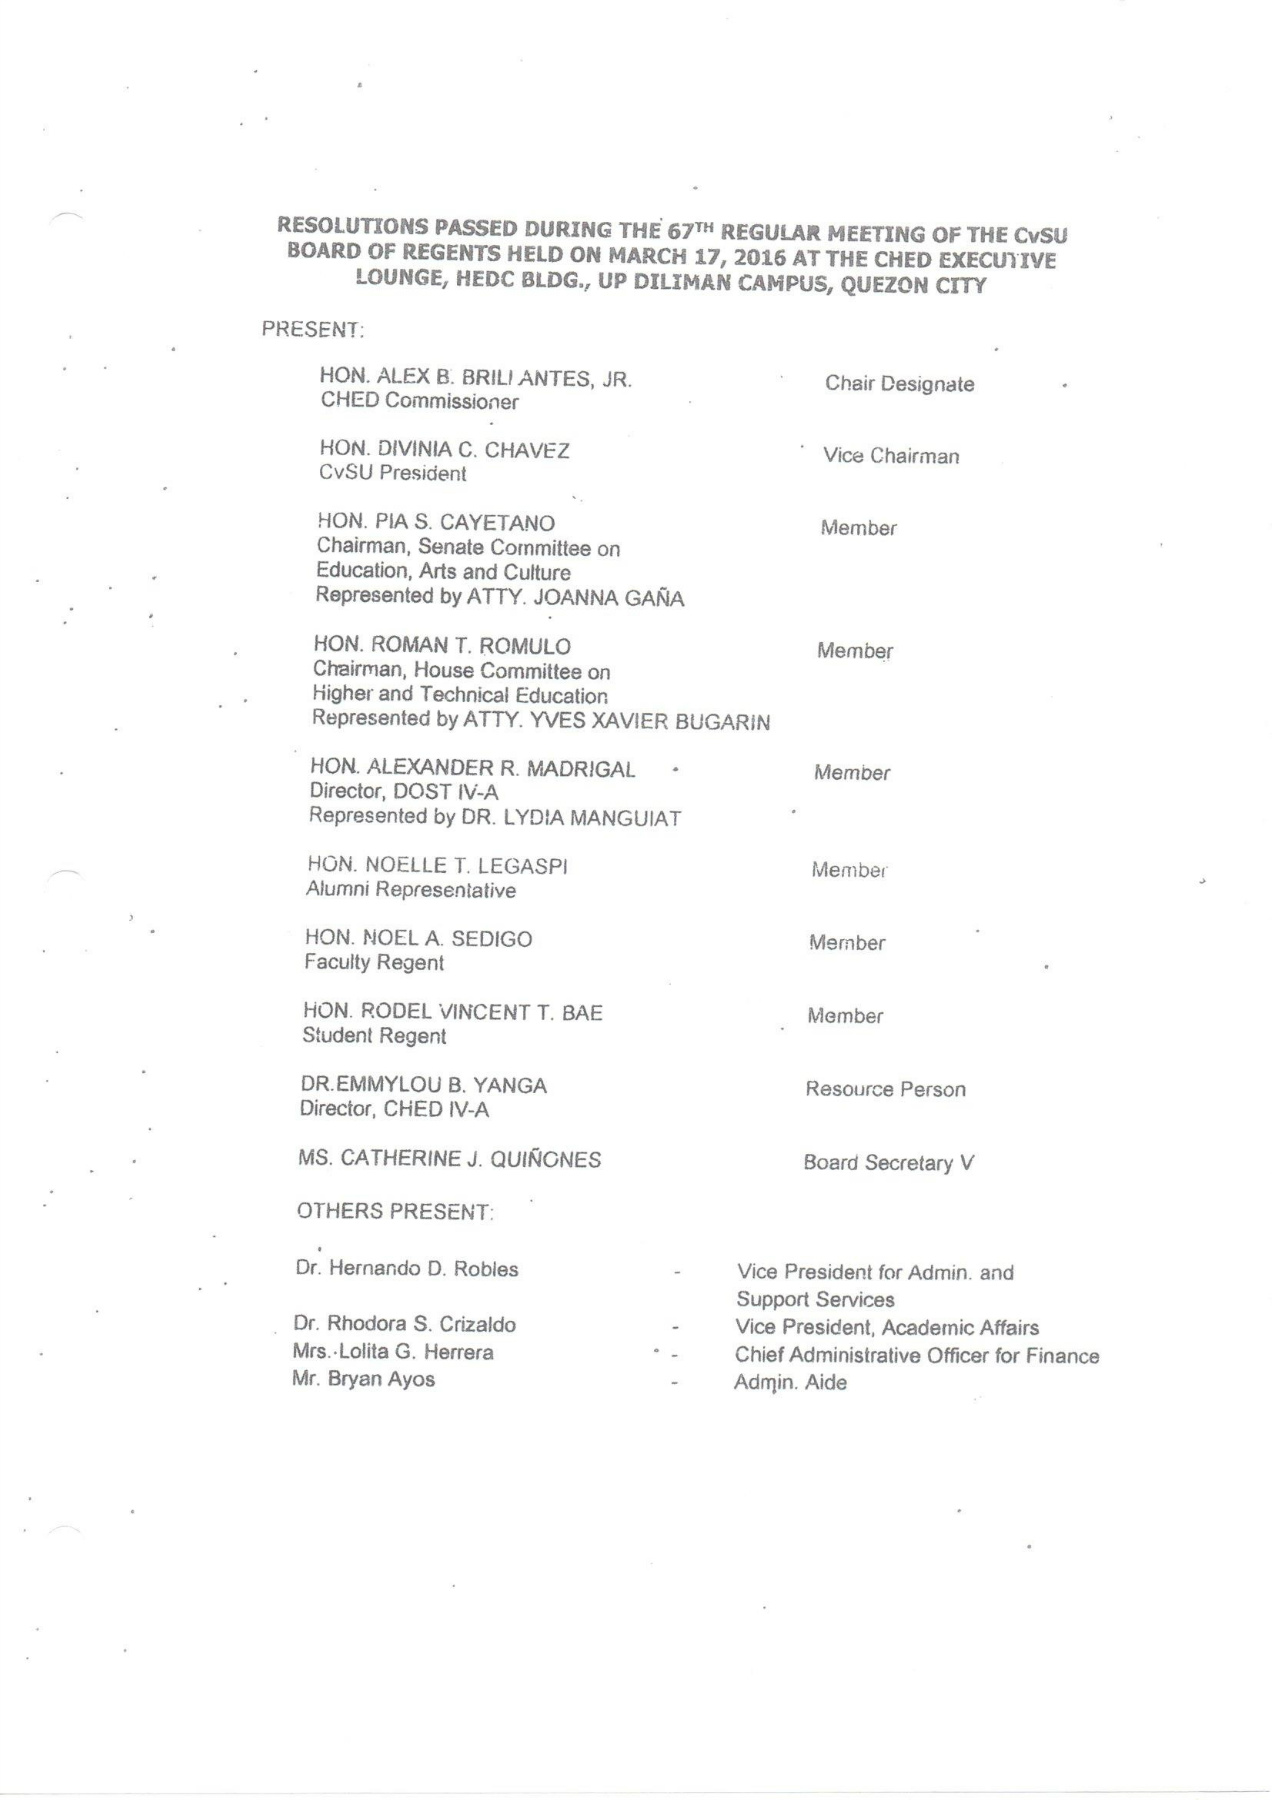 RESOLUTIONS PASSED DURING THE 67TH REGULAR MEETING OF THE CvSU
BOARD OF REGENTS HELD ON MARCH 17, 2016 AT THE CHED EXECUTIVE
LOUNGE, HEDC BLDG., UP DILIMAN CAMPUS, QUEZON CITY
PRESENT:
HON. ALEX B. BRILLANTES, JR. Chair Designate
CHED Commissioner
HON. DIVINIA C. CHAVEZ Vice Chairman
CvSU President
HON. PIA S. CAYETANO Member
Chairman, Senate Committee on
Education, Arts and Culture
Represented by ATTY. JOANNA GAÑA
HON. ROMAN T. ROMULO Member
Chairman, House Committee on
Higher and Technical Education
Represented by ATTY. YVES XAVIER BUGARIN
HON. ALEXANDER R. MADRIGAL Member
Director, DOST IV-A
Represented by DR. LYDIA MANGUIAT
HON. NOELLE T. LEGASPI Member
Alumni Representative
HON. NOEL A. SEDIGO Member
Faculty Regent
HON. RODEL VINCENT T. BAE Member
Student Regent
DR.EMMYLOU B. YANGA Resource Person
Director, CHED IV-A
MS. CATHERINE J. QUIÑONES Board Secretary V
OTHERS PRESENT:
Dr. Hernando D. Robles - Vice President for Admin. and
Support Services
Dr. Rhodora S. Crizaldo - Vice President, Academic Affairs
Mrs. Lolita G. Herrera - Chief Administrative Officer for Finance
Mr. Bryan Ayos - Admin. Aide